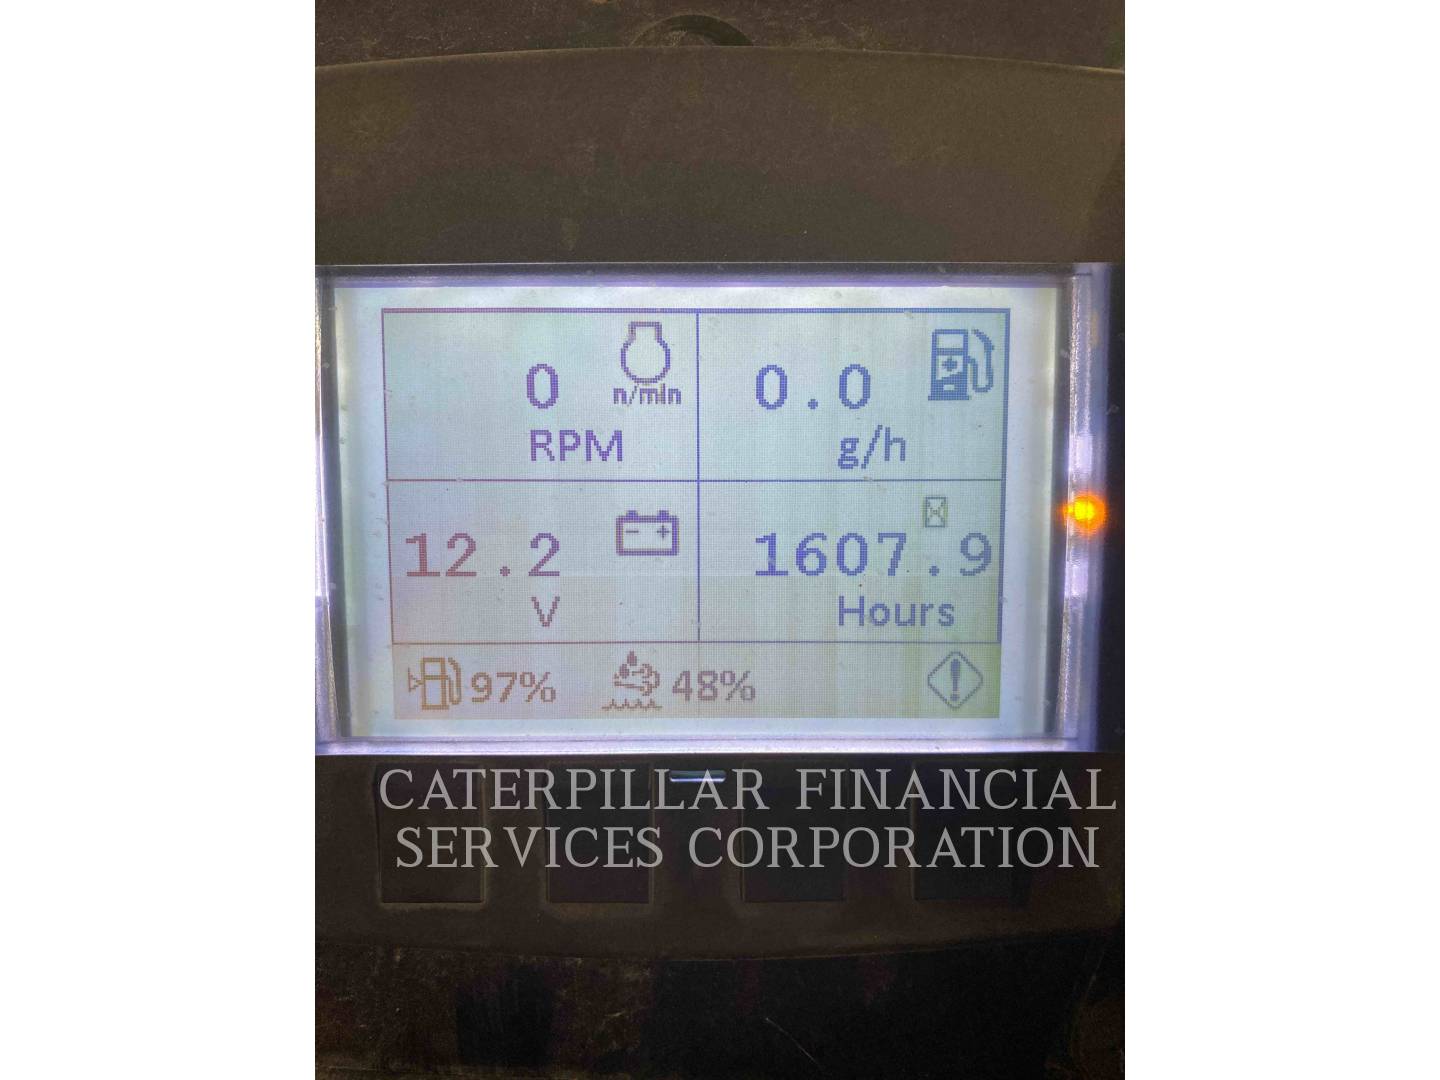 n/min
0
RPM
0.0
g/h
12.2
V
1607.9
Hours
97% 48%
CATERPILLAR FINANCIAL
SERVICES CORPORATION